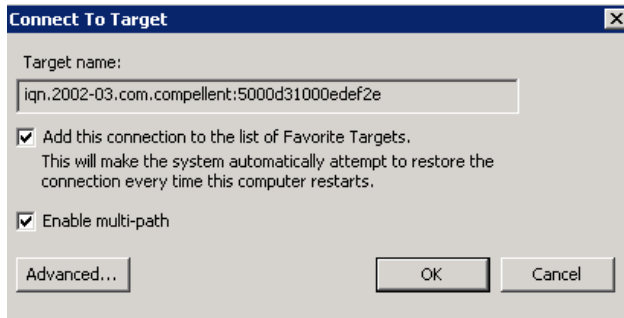 Connect To Target
Target name:
iqn.2002-03.com.compellent:5000d31000edef2e
Add this connection to the list of Favorite Targets.
This will make the system automatically attempt to restore the
connection every time this computer restarts.
Enable multi-path
Advanced...
OK
Cancel